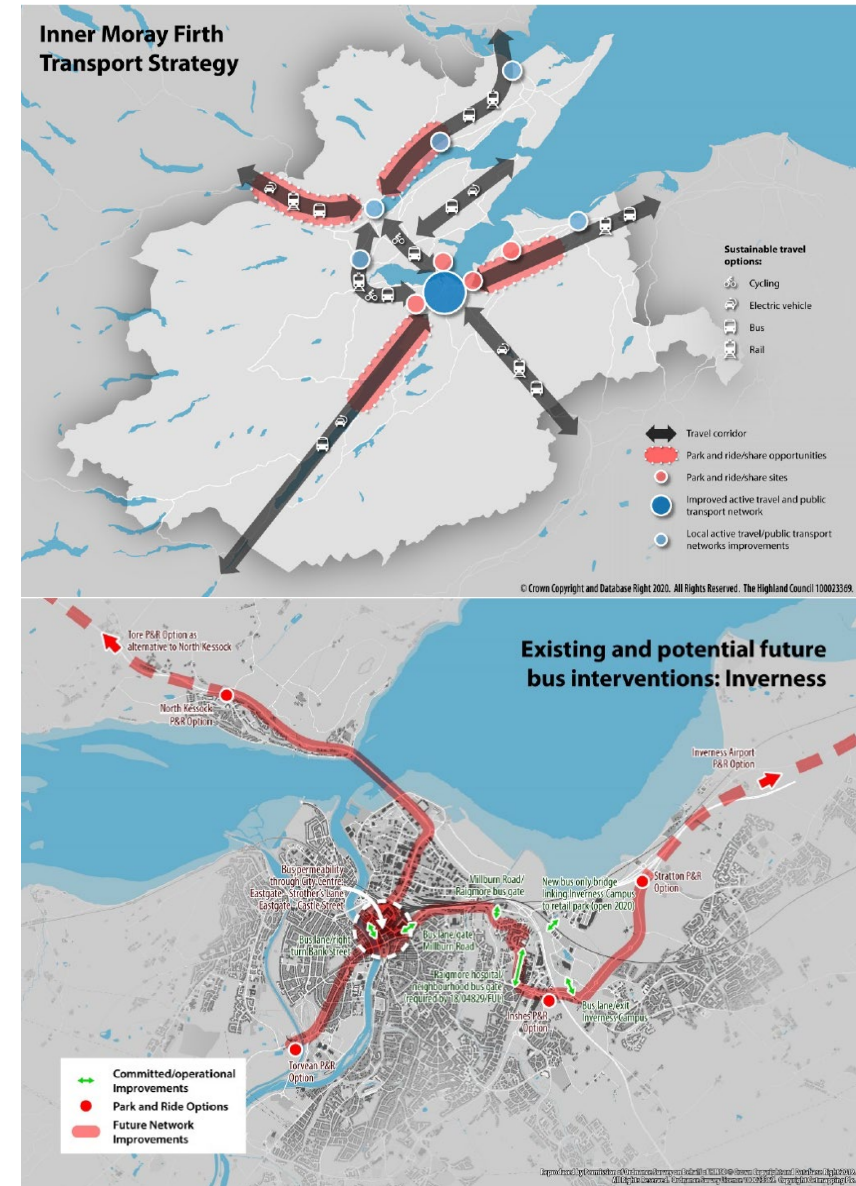 Inner Moray Firth
Transport Strategy
Sustainable travel
options:
Cycling
Electric vehicle
Bus
Rail
Travel corridor
Park and ride/share opportunities
Park and ride/share sites
Improved active travel and public
transport network
Local active travel/public transport
networks improvements
© Crown Copyright and Database Right 2020. All Rights Reserved. The Highland Council 100023369.
Existing and potential future
bus interventions: Inverness
Tore P&R Option as
alternative to North Kessock
North Kessock
P&R Option
Inverness Airport
P&R Option
Stratton P&R
Option
Bus permeability
through City Centre:
Eastgate - Strother's Lane
Eastgate - Castle Street
Millburn Road/
Raigmore bus gate
New bus only bridge
linking Inverness Campus
to retail park (open 2020)
Bus lane/right
turn Bank Street
Bus lane/gate
Millburn Road
Raigmore hospital/
neighbourhood bus gate
required by 18/04829/FUL
Inshes P&R
Option
Bus lane/exit
Inverness Campus
Torvean P&R
Option
Committed/operational
Improvements
Park and Ride Options
Future Network
Improvements